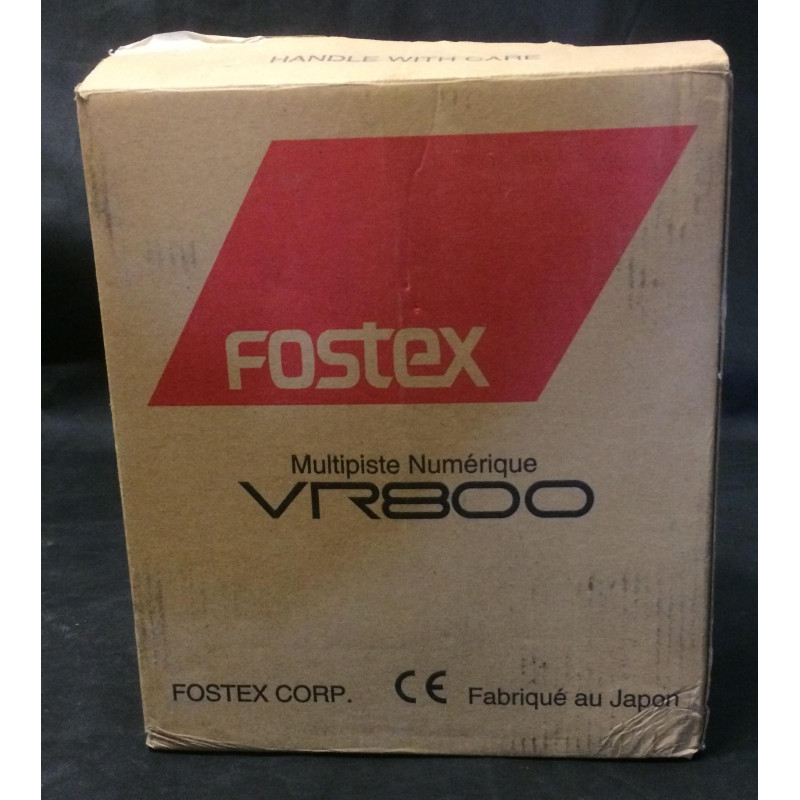 HANDLE WITH CARE
Fostex
Multipiste Numérique
VR800
FOSTEX CORP. CE Fabriqué au Japon